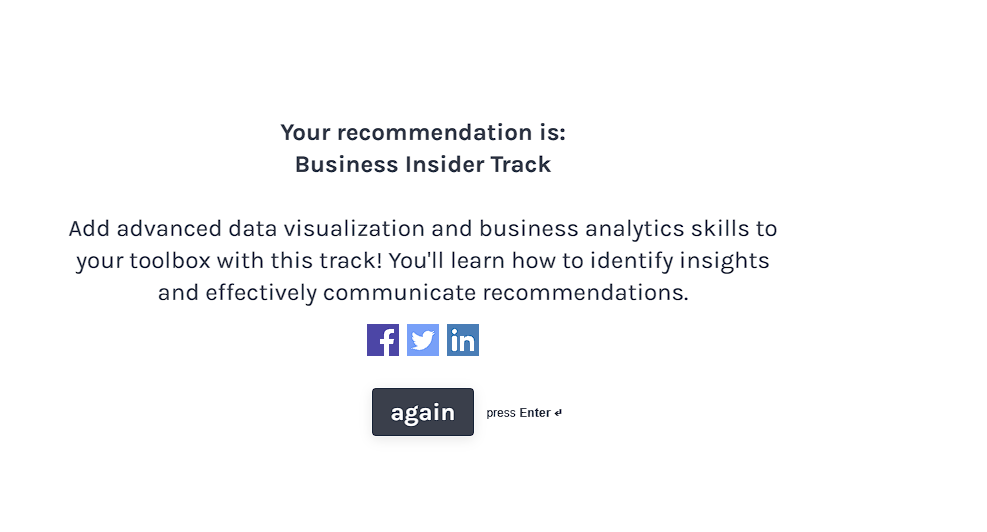 Your recommendation is:
Business Insider Track
Add advanced data visualization and business analytics skills to
your toolbox with this track! You'll learn how to identify insights
and effectively communicate recommendations.
f in
again press Enter ↵